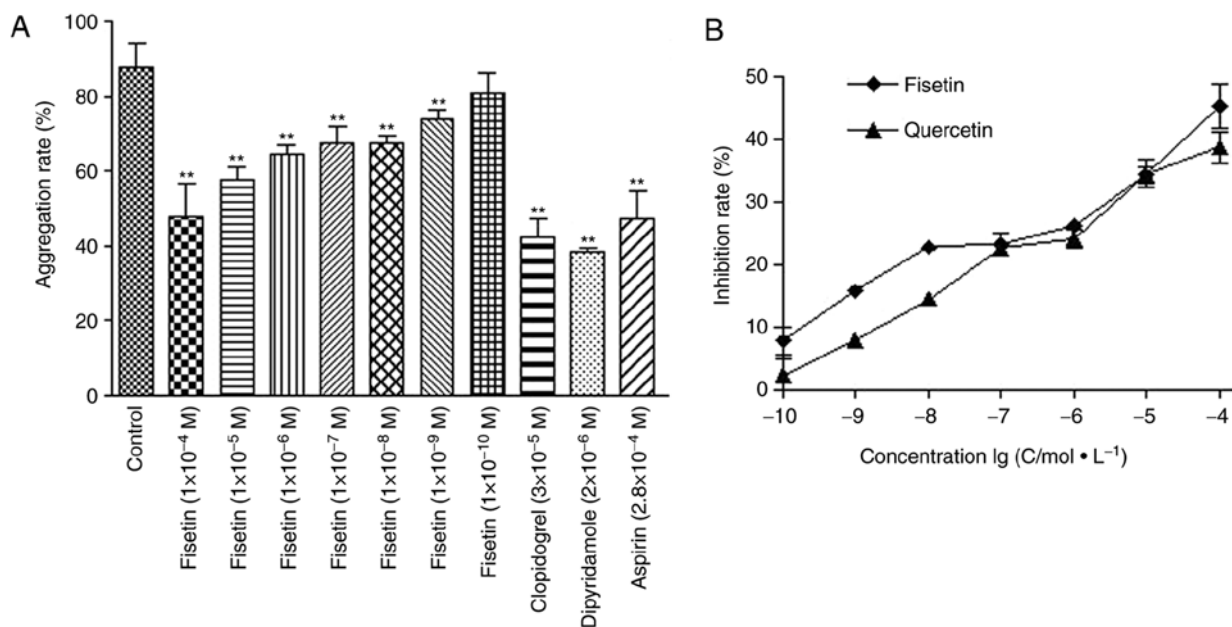 A
Aggregation rate (%)
100
80
60
40
20
0
**
**
**
**
**
**
**
**
**
Control
Fisetin (1×10⁻⁴ M)
Fisetin (1×10⁻⁵ M)
Fisetin (1×10⁻⁶ M)
Fisetin (1×10⁻⁷ M)
Fisetin (1×10⁻⁸ M)
Fisetin (1×10⁻⁹ M)
Fisetin (1×10⁻¹⁰ M)
Clopidogrel (3×10⁻⁵ M)
Dipyridamole (2×10⁻⁶ M)
Aspirin (2.8×10⁻⁴ M)
B
Inhibition rate (%)
50
40
30
20
10
0
Fisetin
Quercetin
−10
−9
−8
−7
−6
−5
−4
Concentration lg (C/mol • L⁻¹)